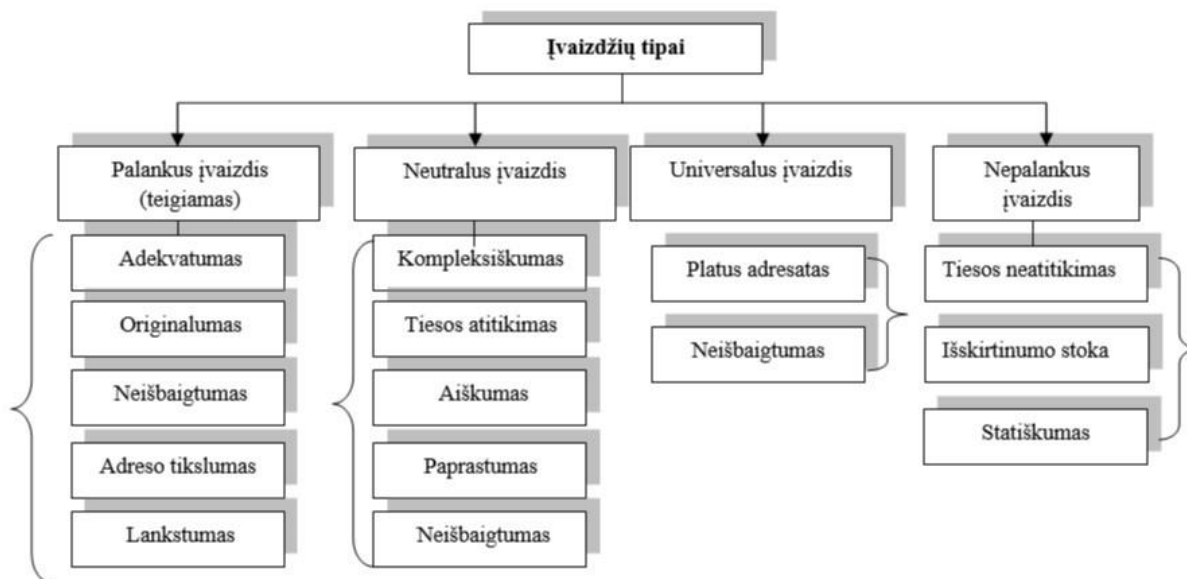 Įvaizdžių tipai
Palankus įvaizdis
(teigiamas)
Adekvatumas
Originalumas
Neišbaigtumas
Adreso tikslumas
Lankstumas
Neutralus įvaizdis
Kompleksiškumas
Tiesos atitikimas
Aiškumas
Paprastumas
Neišbaigtumas
Universalus įvaizdis
Platus adresatas
Neišbaigtumas
Nepalankus
įvaizdis
Tiesos neatitikimas
Išskirtinumo stoka
Statiškumas